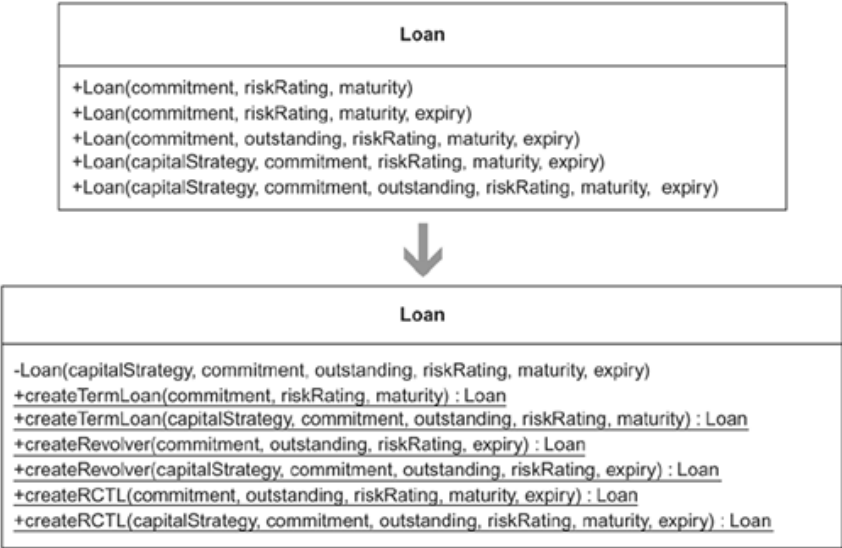 Loan
+Loan(commitment, riskRating, maturity)
+Loan(commitment, riskRating, maturity, expiry)
+Loan(commitment, outstanding, riskRating, maturity, expiry)
+Loan(capitalStrategy, commitment, riskRating, maturity, expiry)
+Loan(capitalStrategy, commitment, outstanding, riskRating, maturity, expiry)
Loan
-Loan(capitalStrategy, commitment, outstanding, riskRating, maturity, expiry)
+createTermLoan(commitment, riskRating, maturity) : Loan
+createTermLoan(capitalStrategy, commitment, outstanding, riskRating, maturity) : Loan
+createRevolver(commitment, outstanding, riskRating, expiry) : Loan
+createRevolver(capitalStrategy, commitment, outstanding, riskRating, expiry) : Loan
+createRCTL(commitment, outstanding, riskRating, maturity, expiry) : Loan
+createRCTL(capitalStrategy, commitment, outstanding, riskRating, maturity, expiry) : Loan